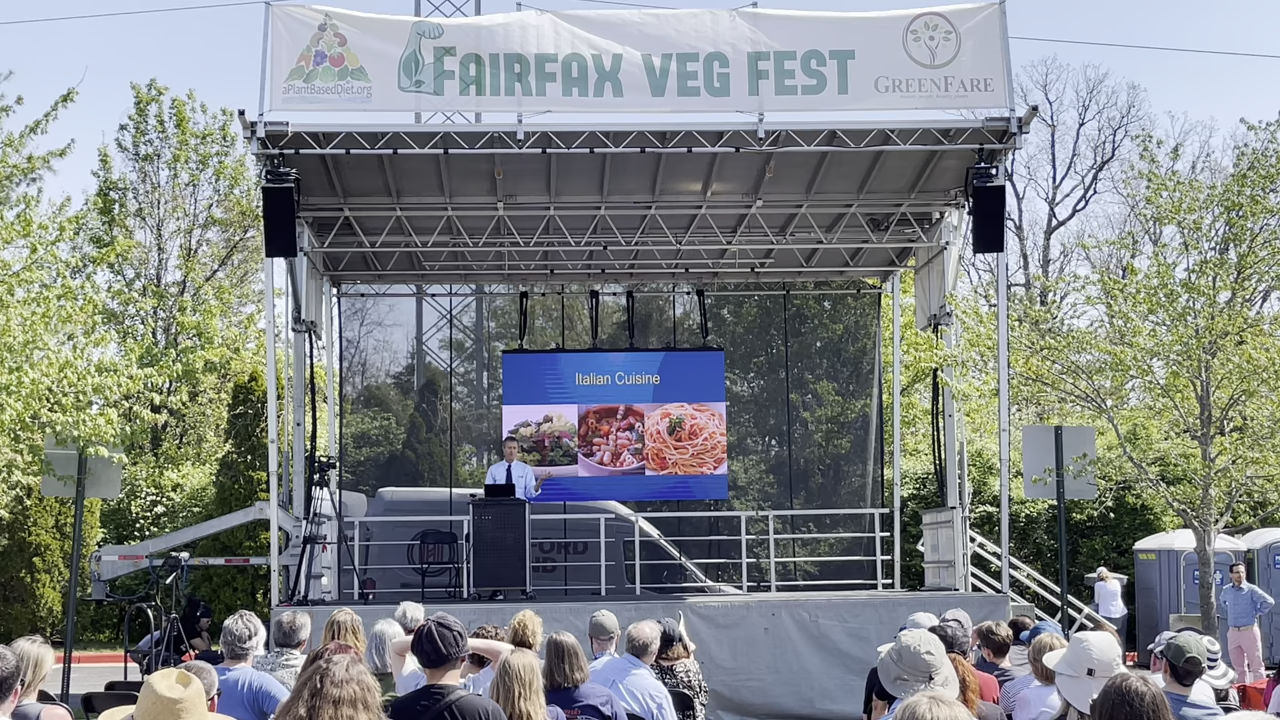 FAIRFAX VEG FEST
aPlantBasedDiet.org
GREENFARE
Italian Cuisine